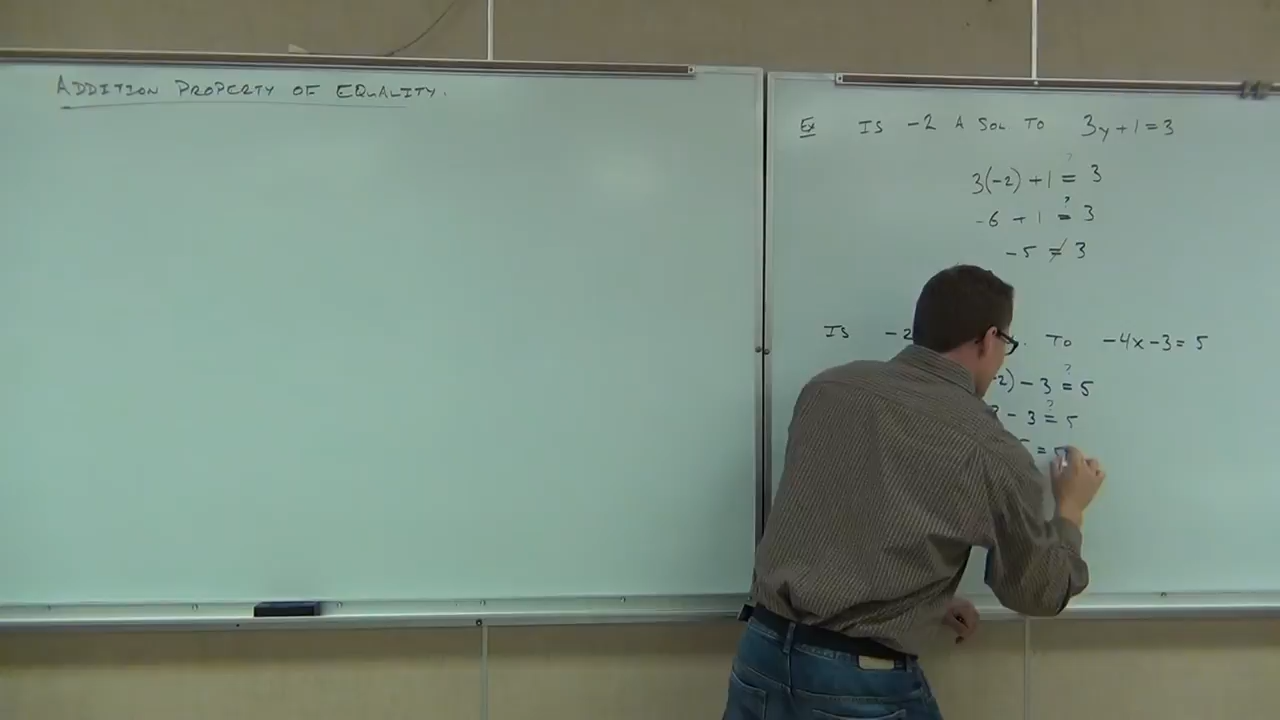 ADDITION PROPERTY OF EQUALITY.
Ex IS -2 A SOL TO 3y+1=3
3(-2) +1 ?= 3
-6 + 1 ?= 3
-5 ≠ 3
IS -2 TO -4x-3=5
2) - 3 ?= 5
- 3 ?= 5
=